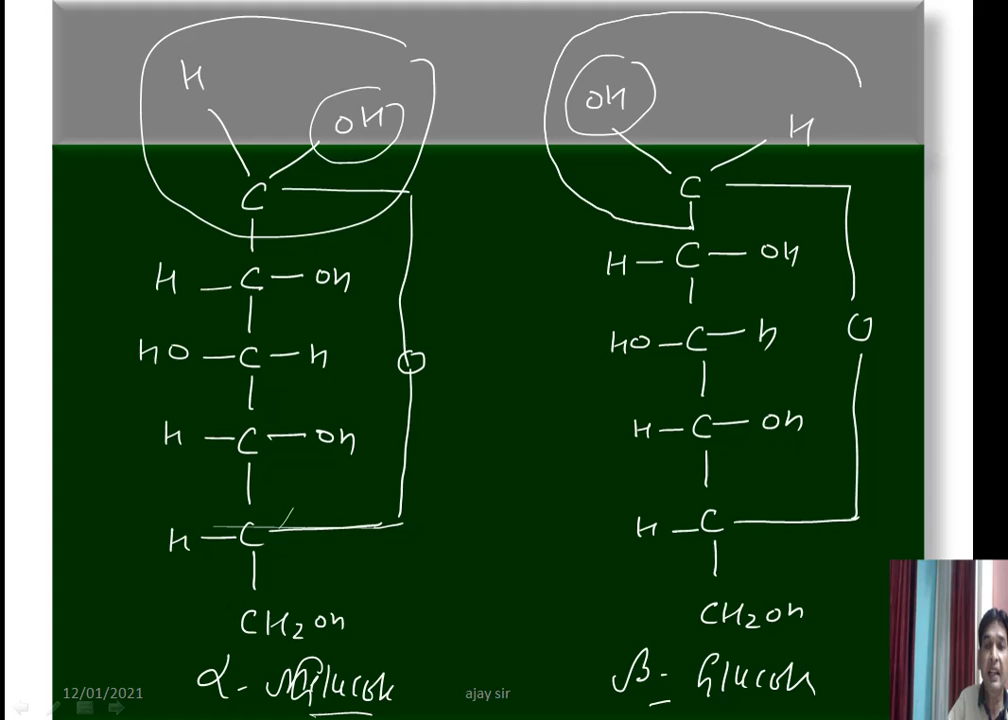 H OH
C
H C OH
HO C H
H C OH
O
H C
CH2OH
α- Glucose
OH H
C
H C OH
HO C H
O
H C OH
H C
CH2OH
β- Glucose
12/01/2021
ajay sir